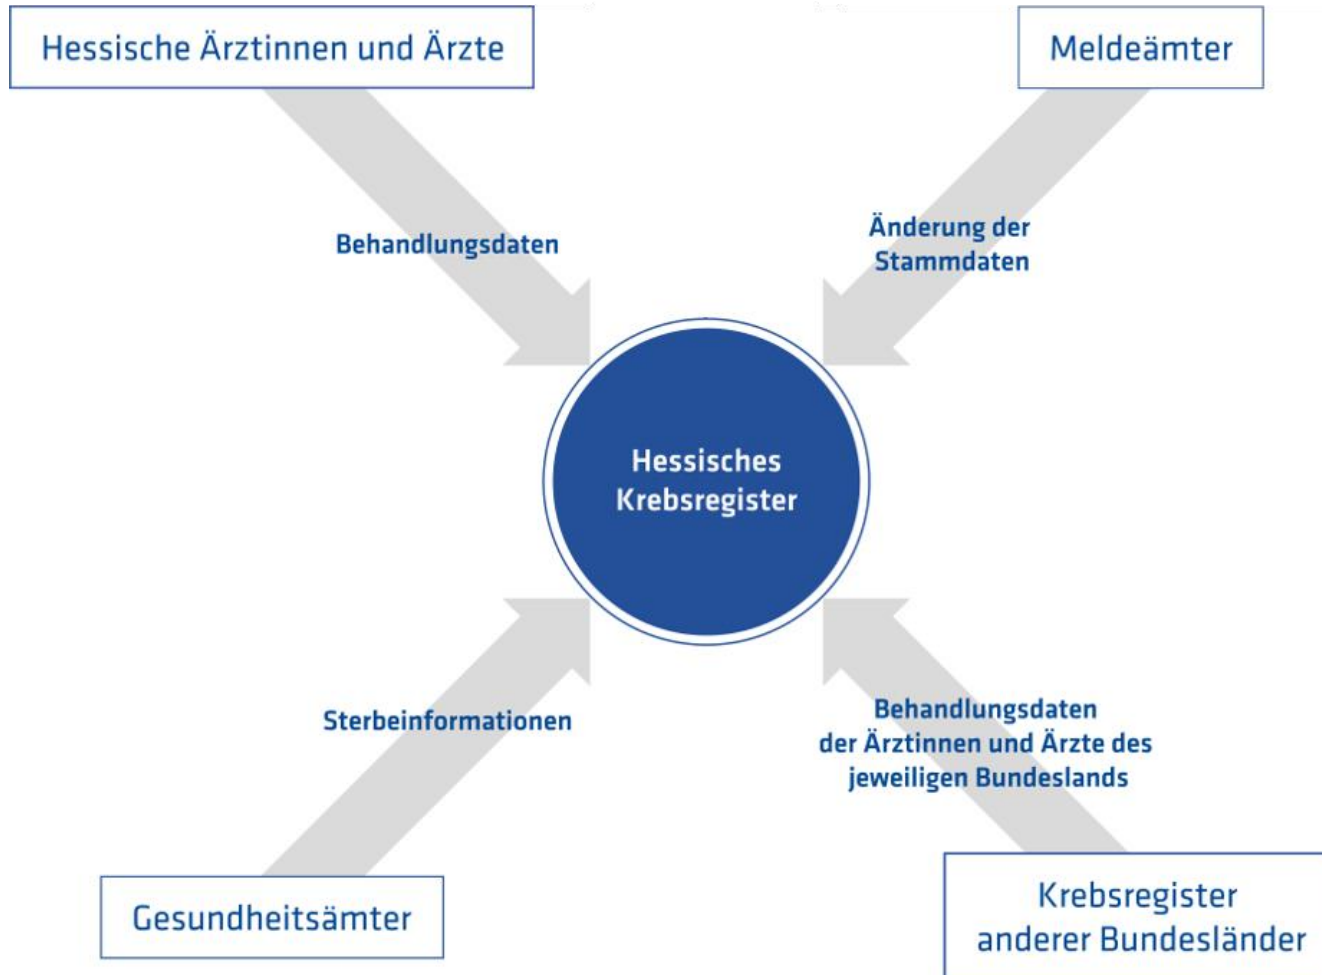 Hessische Ärztinnen und Ärzte
Meldeämter
Behandlungsdaten
Änderung der
Stammdaten
Hessisches
Krebsregister
Sterbeinformationen
Behandlungsdaten
der Ärztinnen und Ärzte des
jeweiligen Bundeslands
Gesundheitsämter
Krebsregister
anderer Bundesländer